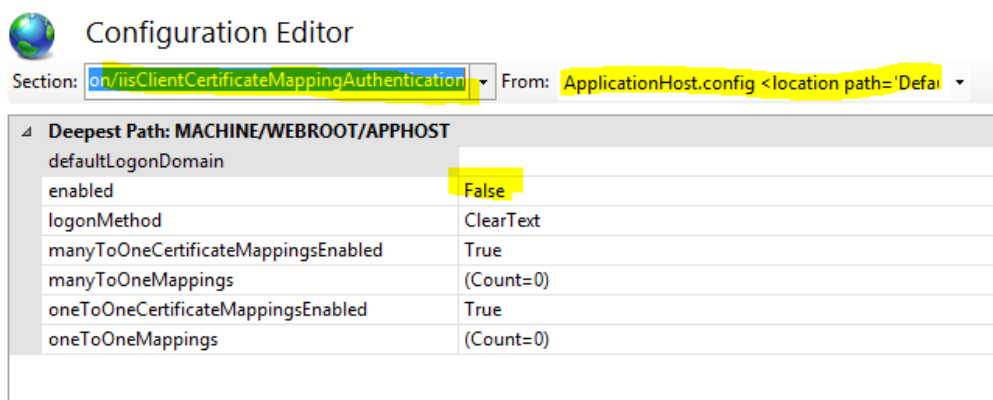 Configuration Editor
Section: on/iisClientCertificateMappingAuthentication From: ApplicationHost.config <location path='Defau
Deepest Path: MACHINE/WEBROOT/APPHOST
defaultLogonDomain
enabled False
logonMethod ClearText
manyToOneCertificateMappingsEnabled True
manyToOneMappings (Count=0)
oneToOneCertificateMappingsEnabled True
oneToOneMappings (Count=0)